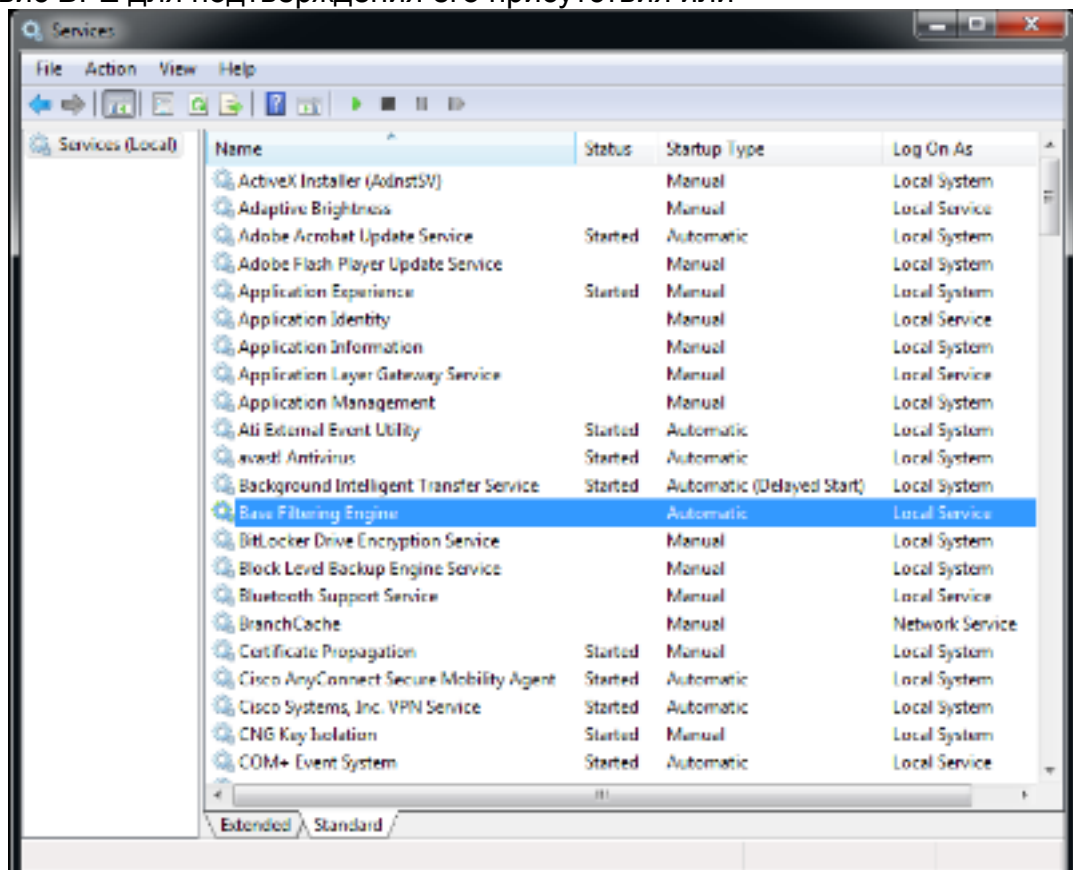 для подтверждения его присутствия или
Services
File Action View Help
Services (Local)
Name Status Startup Type Log On As
ActiveX Installer (AxInstSV) Manual Local System
Adaptive Brightness Manual Local Service
Adobe Acrobat Update Service Started Automatic Local System
Adobe Flash Player Update Service Manual Local System
Application Experience Started Manual Local System
Application Identity Manual Local Service
Application Information Manual Local System
Application Layer Gateway Service Manual Local Service
Application Management Manual Local System
Ati External Event Utility Started Automatic Local System
avast! Antivirus Started Automatic Local System
Background Intelligent Transfer Service Started Automatic (Delayed Start) Local System
Base Filtering Engine Automatic Local Service
BitLocker Drive Encryption Service Manual Local System
Block Level Backup Engine Service Manual Local System
Bluetooth Support Service Manual Local Service
BranchCache Manual Network Service
Certificate Propagation Started Manual Local System
Cisco AnyConnect Secure Mobility Agent Started Automatic Local System
Cisco Systems, Inc. VPN Service Started Automatic Local System
CNG Key Isolation Started Manual Local System
COM+ Event System Started Automatic Local Service
Extended Standard